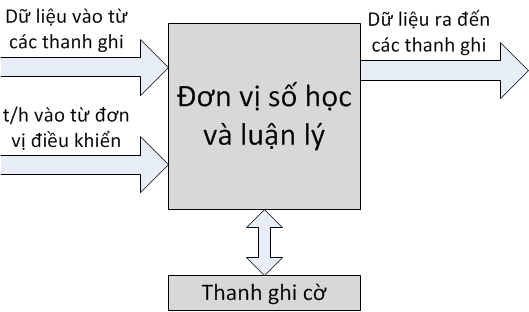 Dữ liệu vào từ
các thanh ghi
Dữ liệu ra đến
các thanh ghi
Đơn vị số học
và luận lý
t/h vào từ đơn
vị điều khiển
Thanh ghi cờ